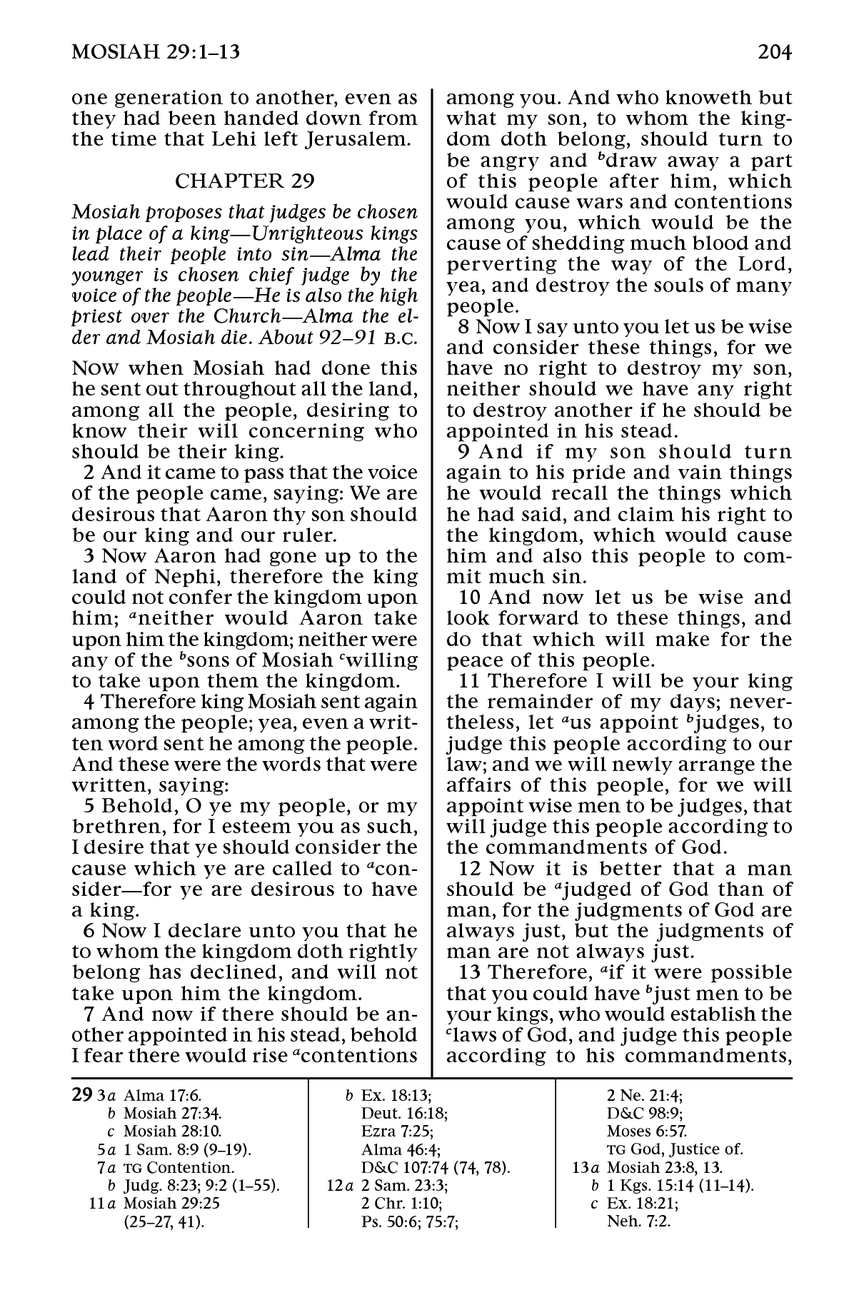 MOSIAH 29:1–13
204
one generation to another, even as
they had been handed down from
the time that Lehi left Jerusalem.
CHAPTER 29
Mosiah proposes that judges be chosen
in place of a king—Unrighteous kings
lead their people into sin—Alma the
younger is chosen chief judge by the
voice of the people—He is also the high
priest over the Church—Alma the el-
der and Mosiah die. About 92–91 B.C.
NOW when Mosiah had done this
he sent out throughout all the land,
among all the people, desiring to
know their will concerning who
should be their king.
2 And it came to pass that the voice
of the people came, saying: We are
desirous that Aaron thy son should
be our king and our ruler.
3 Now Aaron had gone up to the
land of Nephi, therefore the king
could not confer the kingdom upon
him; aneither would Aaron take
upon him the kingdom; neither were
any of the bsons of Mosiah cwilling
to take upon them the kingdom.
4 Therefore king Mosiah sent again
among the people; yea, even a writ-
ten word sent he among the people.
And these were the words that were
written, saying:
5 Behold, O ye my people, or my
brethren, for I esteem you as such,
I desire that ye should consider the
cause which ye are called to acon-
sider—for ye are desirous to have
a king.
6 Now I declare unto you that he
to whom the kingdom doth rightly
belong has declined, and will not
take upon him the kingdom.
7 And now if there should be an-
other appointed in his stead, behold
I fear there would rise acontentions
among you. And who knoweth but
what my son, to whom the king-
dom doth belong, should turn to
be angry and bdraw away a part
of this people after him, which
would cause wars and contentions
among you, which would be the
cause of shedding much blood and
perverting the way of the Lord,
yea, and destroy the souls of many
people.
8 Now I say unto you let us be wise
and consider these things, for we
have no right to destroy my son,
neither should we have any right
to destroy another if he should be
appointed in his stead.
9 And if my son should turn
again to his pride and vain things
he would recall the things which
he had said, and claim his right to
the kingdom, which would cause
him and also this people to com-
mit much sin.
10 And now let us be wise and
look forward to these things, and
do that which will make for the
peace of this people.
11 Therefore I will be your king
the remainder of my days; never-
theless, let aus appoint bjudges, to
judge this people according to our
law; and we will newly arrange the
affairs of this people, for we will
appoint wise men to be judges, that
will judge this people according to
the commandments of God.
12 Now it is better that a man
should be ajudged of God than of
man, for the judgments of God are
always just, but the judgments of
man are not always just.
13 Therefore, aif it were possible
that you could have bjust men to be
your kings, who would establish the
claws of God, and judge this people
according to his commandments,
29 3a Alma 17:6.
b Mosiah 27:34.
c Mosiah 28:10.
5a 1 Sam. 8:9 (9–19).
7a TG Contention.
b Judg. 8:23; 9:2 (1–55).
11a Mosiah 29:25
(25–27, 41).
b Ex. 18:13;
Deut. 16:18;
Ezra 7:25;
Alma 46:4;
D&C 107:74 (74, 78).
12a 2 Sam. 23:3;
2 Chr. 1:10;
Ps. 50:6; 75:7;
2 Ne. 21:4;
D&C 98:9;
Moses 6:57.
TG God, Justice of.
13a Mosiah 23:8, 13.
b 1 Kgs. 15:14 (11–14).
c Ex. 18:21;
Neh. 7:2.